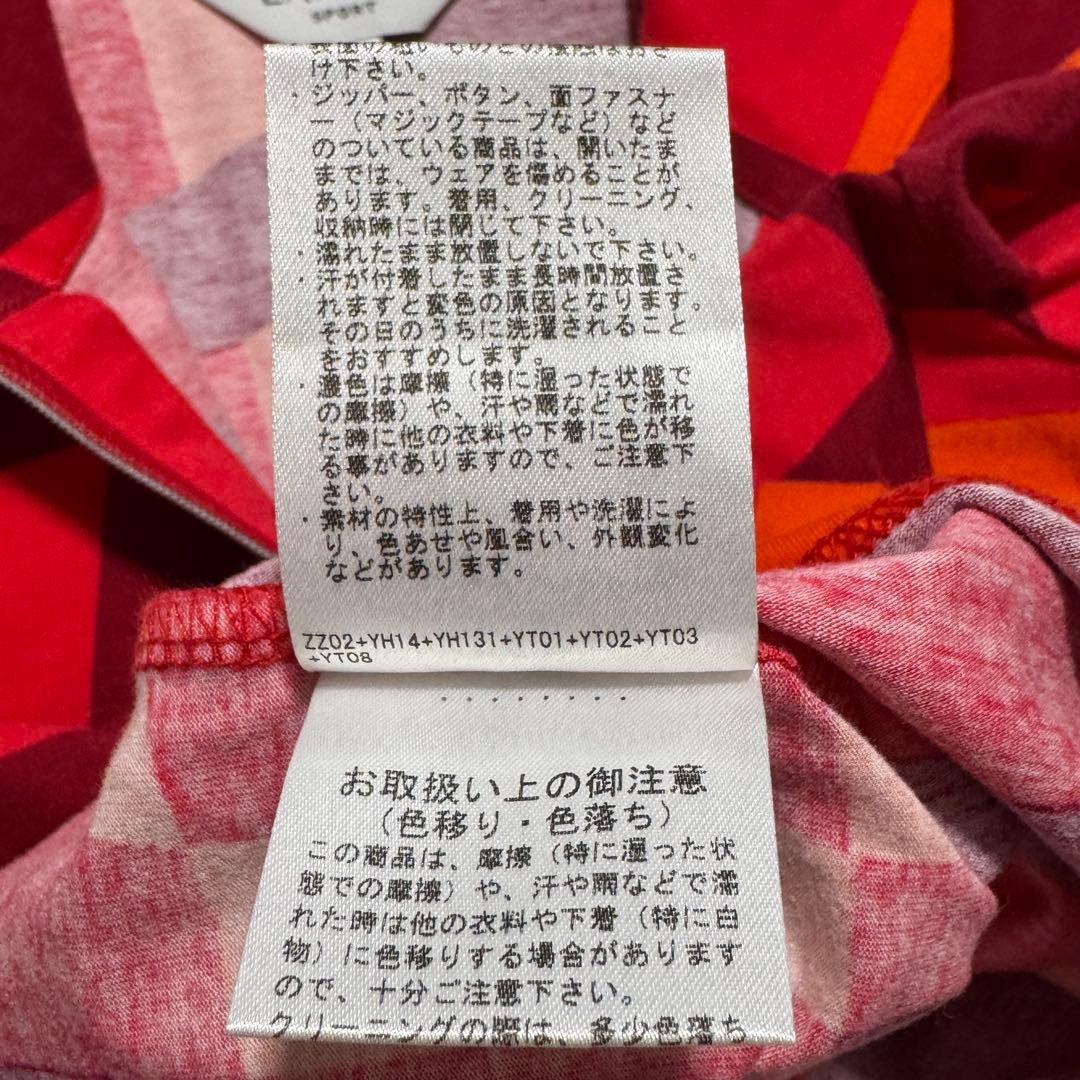 SPORT
け下さい。
・ジッパー、ボタン、面ファスナ
ー（マジックテープなど）など
のついている商品は、開いたま
までは、ウェアを傷めることが
あります。着用、クリーニング、
収納時には閉じて下さい。
・濡れたまま放置しないで下さい。
・汗が付着したまま長時間放置さ
れますと変色の原因となります。
その日のうちに洗濯されること
をおすすめします。
・濃色は摩擦（特に湿った状態で
の摩擦）や、汗や雨などで濡れ
た時に他の衣料や下着に色が移
る事がありますので、ご注意下
さい。
・素材の特性上、着用や洗濯によ
り、色あせや風合い、外観変化
などがあります。
ZZ02+YH14+YH131+YT01+YT02+YT03
+YT08
お取扱い上の御注意
（色移り・色落ち）
この商品は、摩擦（特に湿った状
態での摩擦）や、汗や雨などで濡
れた時は他の衣料や下着（特に白
物）に色移りする場合があります
ので、十分ご注意下さい。
クリーニングの際は、多少色落ち